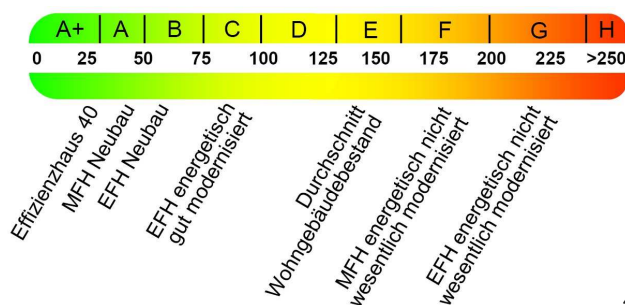 A+ A B C D E F G H
0 25 50 75 100 125 150 175 200 225 >250
Effizienzhaus 40
MFH Neubau
EFH Neubau
EFH energetisch
gut modernisiert
Durchschnitt
Wohngebäudebestand
MFH energetisch nicht
wesentlich modernisiert
EFH energetisch nicht
wesentlich modernisiert